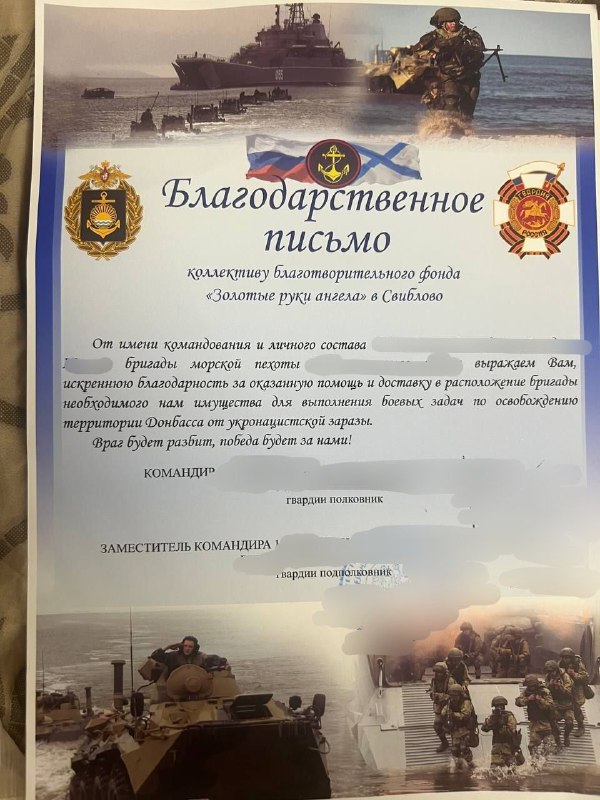 055
Благодарственное
письмо
коллективу благотворительного фонда
«Золотые руки ангела» в Свиблово
От имени командования и личного состава
бригады морской пехоты выражаем Вам,
искреннюю благодарность за оказанную помощь и доставку в расположение бригады
необходимого нам имущества для выполнения боевых задач по освобождению
территории Донбасса от укронацистской заразы.
Враг будет разбит, победа будет за нами!
КОМАНДИР
гвардии полковник
ЗАМЕСТИТЕЛЬ КОМАНДИРА
гвардии подполковник